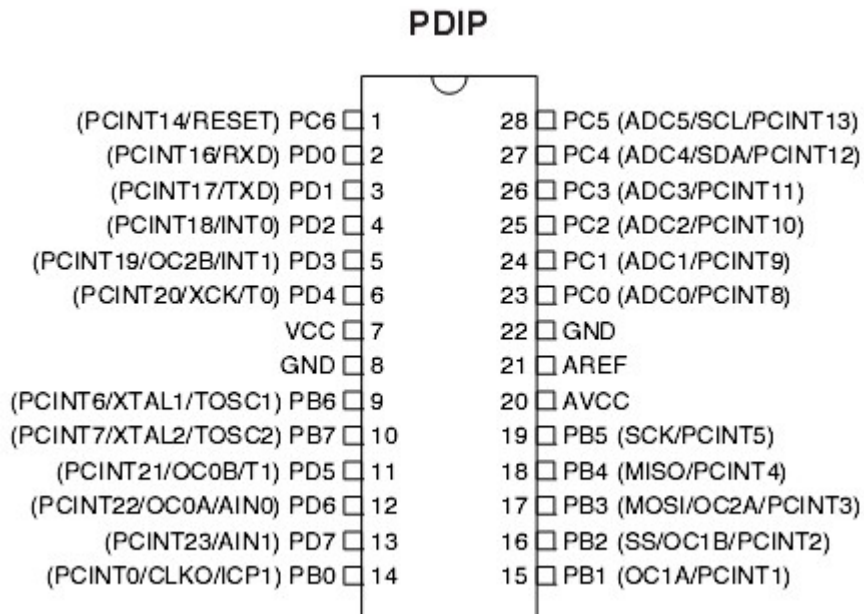 PDIP
(PCINT14/RESET) PC6 1 28 PC5 (ADC5/SCL/PCINT13)
(PCINT16/RXD) PD0 2 27 PC4 (ADC4/SDA/PCINT12)
(PCINT17/TXD) PD1 3 26 PC3 (ADC3/PCINT11)
(PCINT18/INT0) PD2 4 25 PC2 (ADC2/PCINT10)
(PCINT19/OC2B/INT1) PD3 5 24 PC1 (ADC1/PCINT9)
(PCINT20/XCK/T0) PD4 6 23 PC0 (ADC0/PCINT8)
VCC 7 22 GND
GND 8 21 AREF
(PCINT6/XTAL1/TOSC1) PB6 9 20 AVCC
(PCINT7/XTAL2/TOSC2) PB7 10 19 PB5 (SCK/PCINT5)
(PCINT21/OC0B/T1) PD5 11 18 PB4 (MISO/PCINT4)
(PCINT22/OC0A/AIN0) PD6 12 17 PB3 (MOSI/OC2A/PCINT3)
(PCINT23/AIN1) PD7 13 16 PB2 (SS/OC1B/PCINT2)
(PCINT0/CLKO/ICP1) PB0 14 15 PB1 (OC1A/PCINT1)